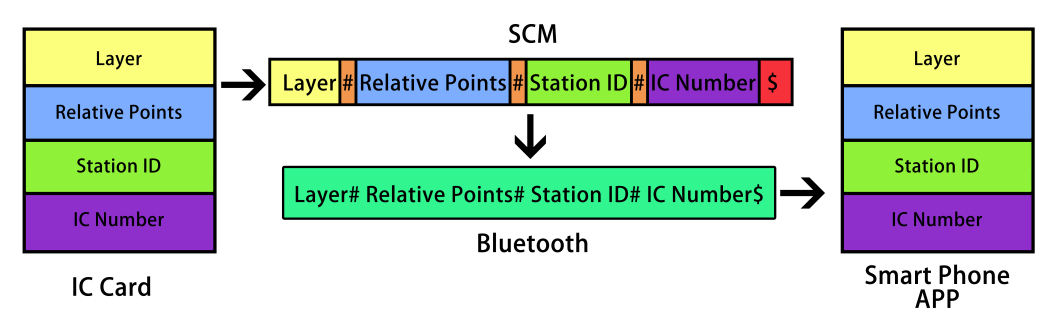 Layer
Relative Points
Station ID
IC Number
IC Card
SCM
Layer # Relative Points # Station ID # IC Number $
Layer# Relative Points# Station ID# IC Number$
Bluetooth
Layer
Relative Points
Station ID
IC Number
Smart Phone
APP